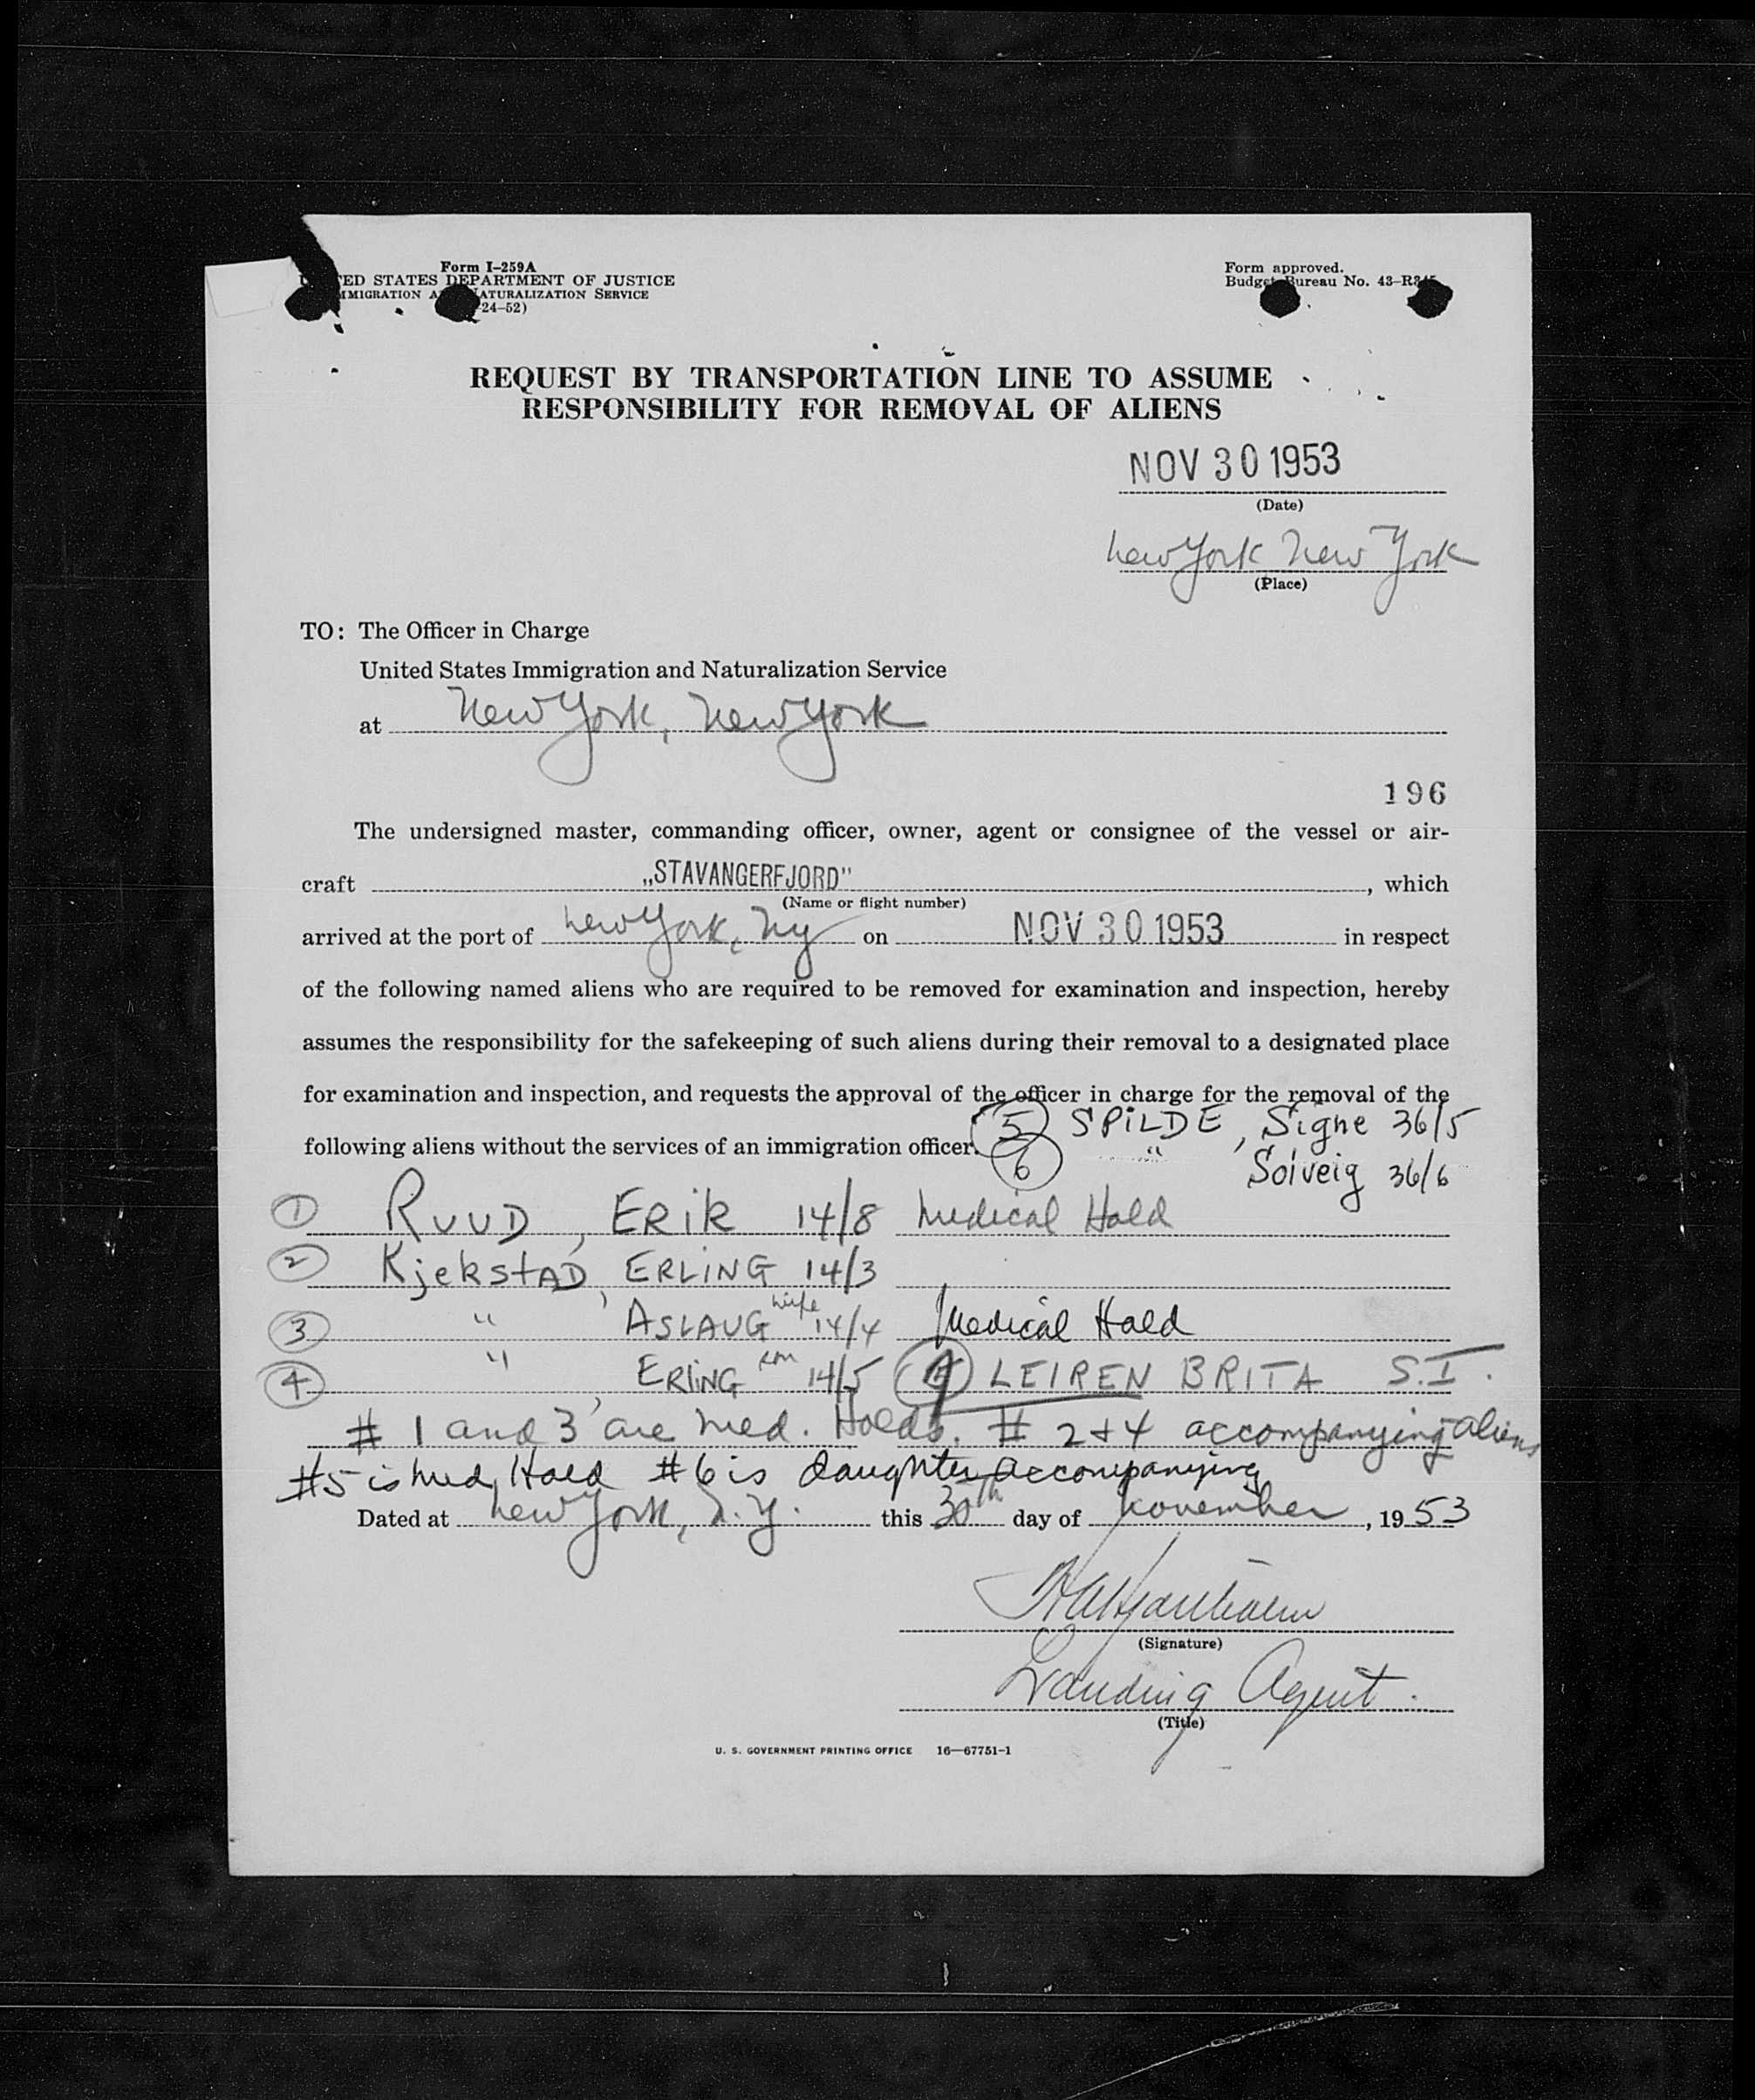 Form I-259A
UNITED STATES DEPARTMENT OF JUSTICE
IMMIGRATION AND NATURALIZATION SERVICE
-24-52)
Form approved.
Budget Bureau No. 43-R345
REQUEST BY TRANSPORTATION LINE TO ASSUME
RESPONSIBILITY FOR REMOVAL OF ALIENS
NOV 30 1953
(Date)
New York New York
(Place)
TO: The Officer in Charge
United States Immigration and Naturalization Service
at New York, New York
196
The undersigned master, commanding officer, owner, agent or consignee of the vessel or air-
craft „STAVANGERFJORD", which
(Name or flight number)
arrived at the port of New York, Ny on NOV 30 1953 in respect
of the following named aliens who are required to be removed for examination and inspection, hereby
assumes the responsibility for the safekeeping of such aliens during their removal to a designated place
for examination and inspection, and requests the approval of the officer in charge for the removal of the
following aliens without the services of an immigration officer.
5 SPILDE, Signe 36/5
6 " Solveig 36/6
1 RUUD, ERIK 14/8 Medical Hold
2 KjekstAD, ERLING 14/3
3 " ASLAUG wife 14/4 Medical Hold
4 " ERLING son 14/5 LEIREN BRITA S.I.
# 1 and 3 are Med. Holds. # 2+4 accompanying aliens
#5 is Med Hold #6 is daughter accompanying
Dated at New York, N.Y. this 30th day of November, 1953
(Signature)
Landing Agent.
(Title)
U. S. GOVERNMENT PRINTING OFFICE 16-67751-1